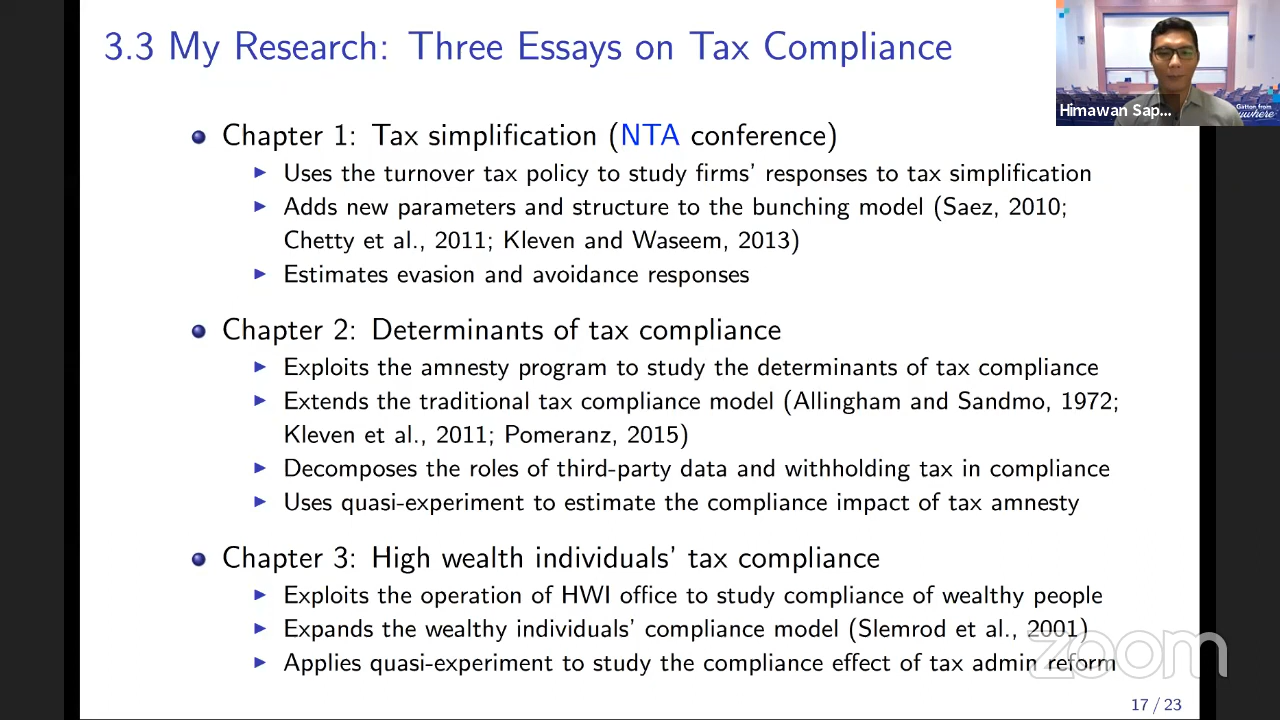 3.3 My Research: Three Essays on Tax Compliance
Himawan Sap...
Gatton from
Chapter 1: Tax simplification (NTA conference)
Uses the turnover tax policy to study firms' responses to tax simplification
Adds new parameters and structure to the bunching model (Saez, 2010;
Chetty et al., 2011; Kleven and Waseem, 2013)
Estimates evasion and avoidance responses
Chapter 2: Determinants of tax compliance
Exploits the amnesty program to study the determinants of tax compliance
Extends the traditional tax compliance model (Allingham and Sandmo, 1972;
Kleven et al., 2011; Pomeranz, 2015)
Decomposes the roles of third-party data and withholding tax in compliance
Uses quasi-experiment to estimate the compliance impact of tax amnesty
Chapter 3: High wealth individuals' tax compliance
Exploits the operation of HWI office to study compliance of wealthy people
Expands the wealthy individuals' compliance model (Slemrod et al., 2001)
Applies quasi-experiment to study the compliance effect of tax admin reform
zoom
17 / 23